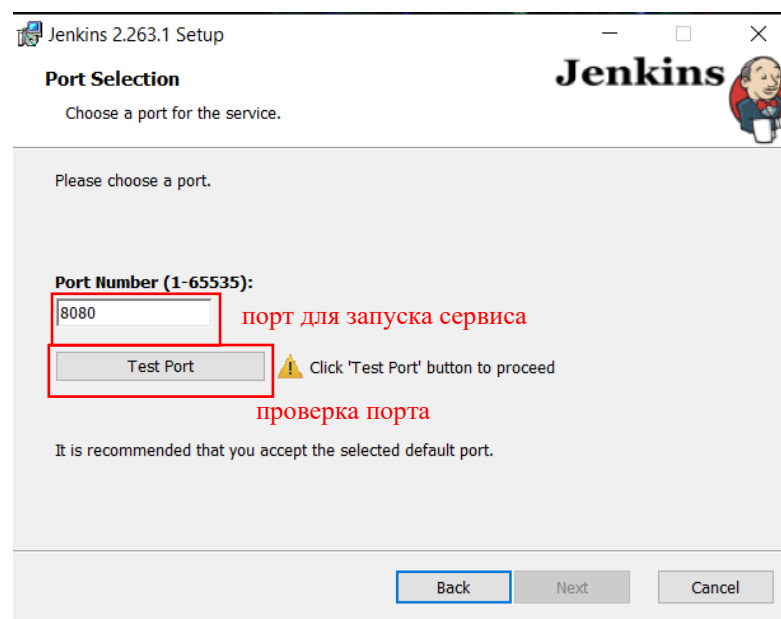 Jenkins 2.263.1 Setup
Port Selection
Jenkins
Choose a port for the service.
Please choose a port.
Port Number (1-65535):
8080
порт для запуска сервиса
Test Port
Click 'Test Port' button to proceed
проверка порта
It is recommended that you accept the selected default port.
Back
Next
Cancel